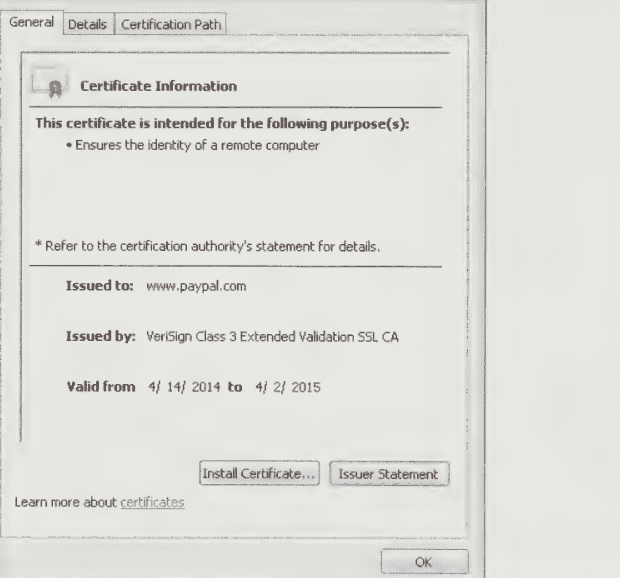 General Details Certification Path
Certificate Information
This certificate is intended for the following purpose(s):
• Ensures the identity of a remote computer
* Refer to the certification authority's statement for details.
Issued to: www.paypal.com
Issued by: VeriSign Class 3 Extended Validation SSL CA
Valid from 4/ 14/ 2014 to 4/ 2/ 2015
Install Certificate... Issuer Statement
Learn more about certificates
OK